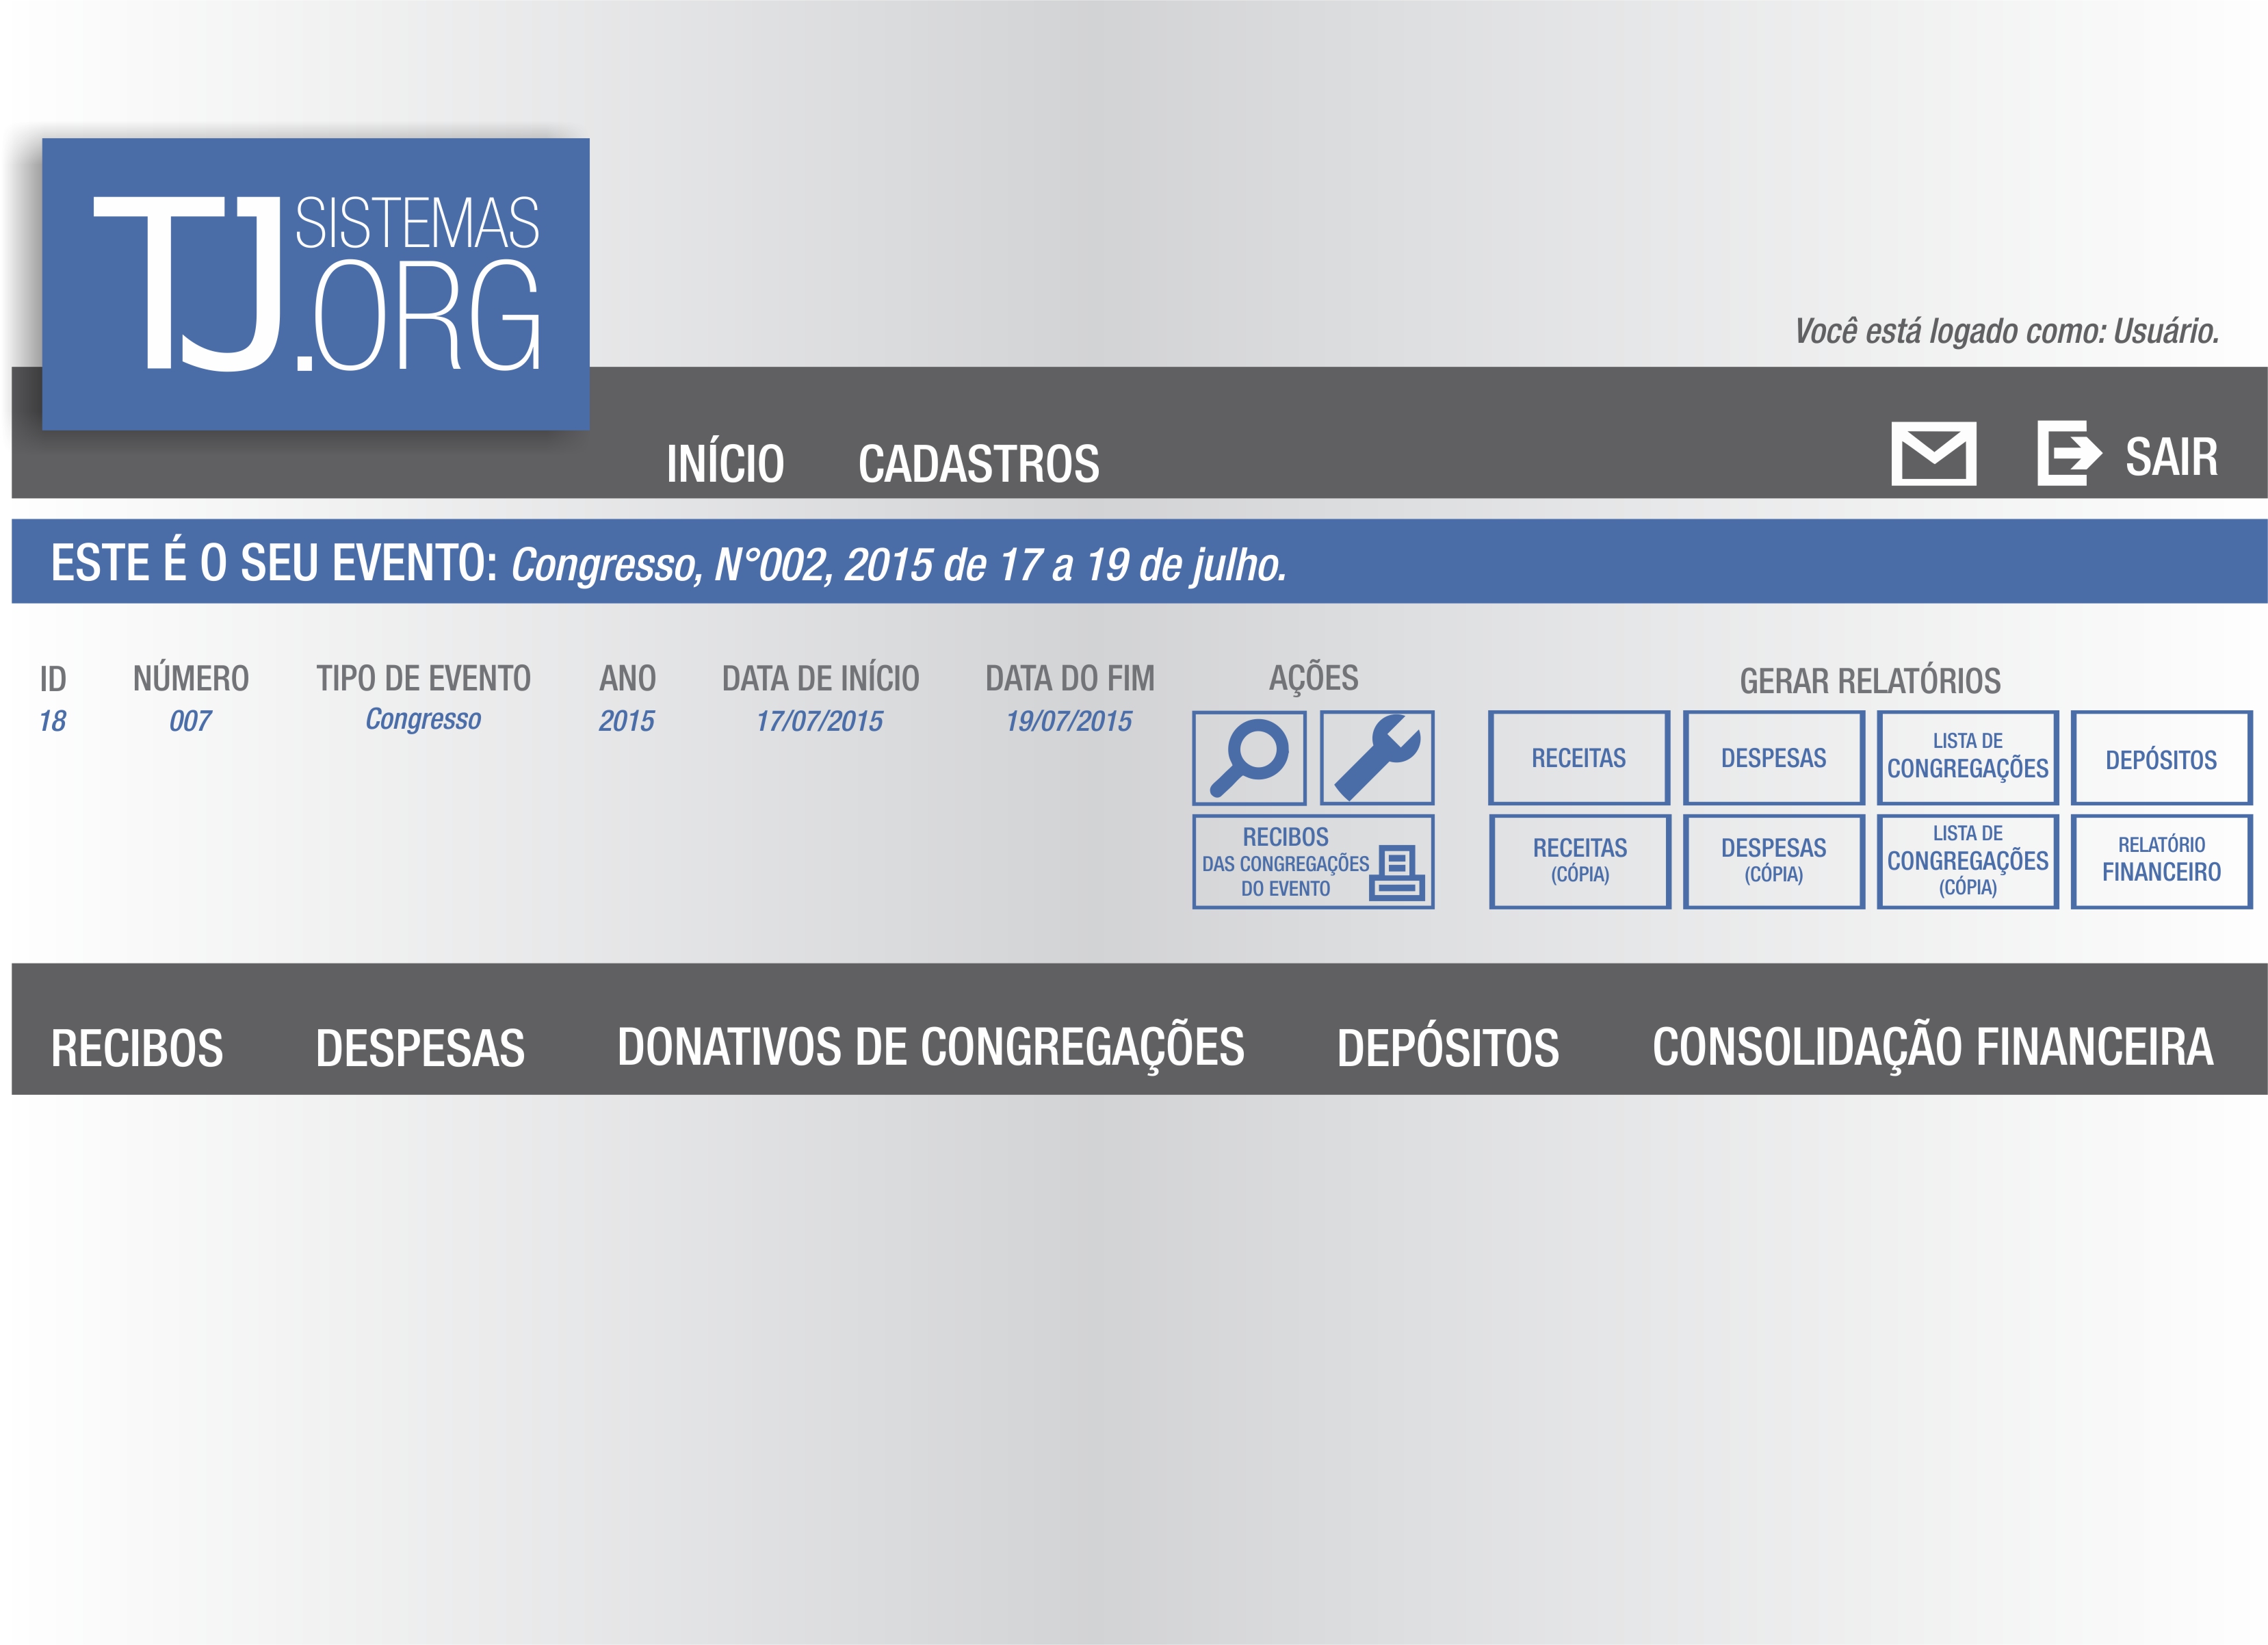 TJ SISTEMAS
.ORG
Você está logado como: Usuário.
INÍCIO CADASTROS SAIR
ESTE É O SEU EVENTO: Congresso, N°002, 2015 de 17 a 19 de julho.
ID NÚMERO TIPO DE EVENTO ANO DATA DE INÍCIO DATA DO FIM AÇÕES GERAR RELATÓRIOS
18 007 Congresso 2015 17/07/2015 19/07/2015
RECEITAS
DESPESAS
LISTA DE
CONGREGAÇÕES
DEPÓSITOS
RECIBOS
DAS CONGREGAÇÕES
DO EVENTO
RECEITAS
(CÓPIA)
DESPESAS
(CÓPIA)
LISTA DE
CONGREGAÇÕES
(CÓPIA)
RELATÓRIO
FINANCEIRO
RECIBOS DESPESAS DONATIVOS DE CONGREGAÇÕES DEPÓSITOS CONSOLIDAÇÃO FINANCEIRA